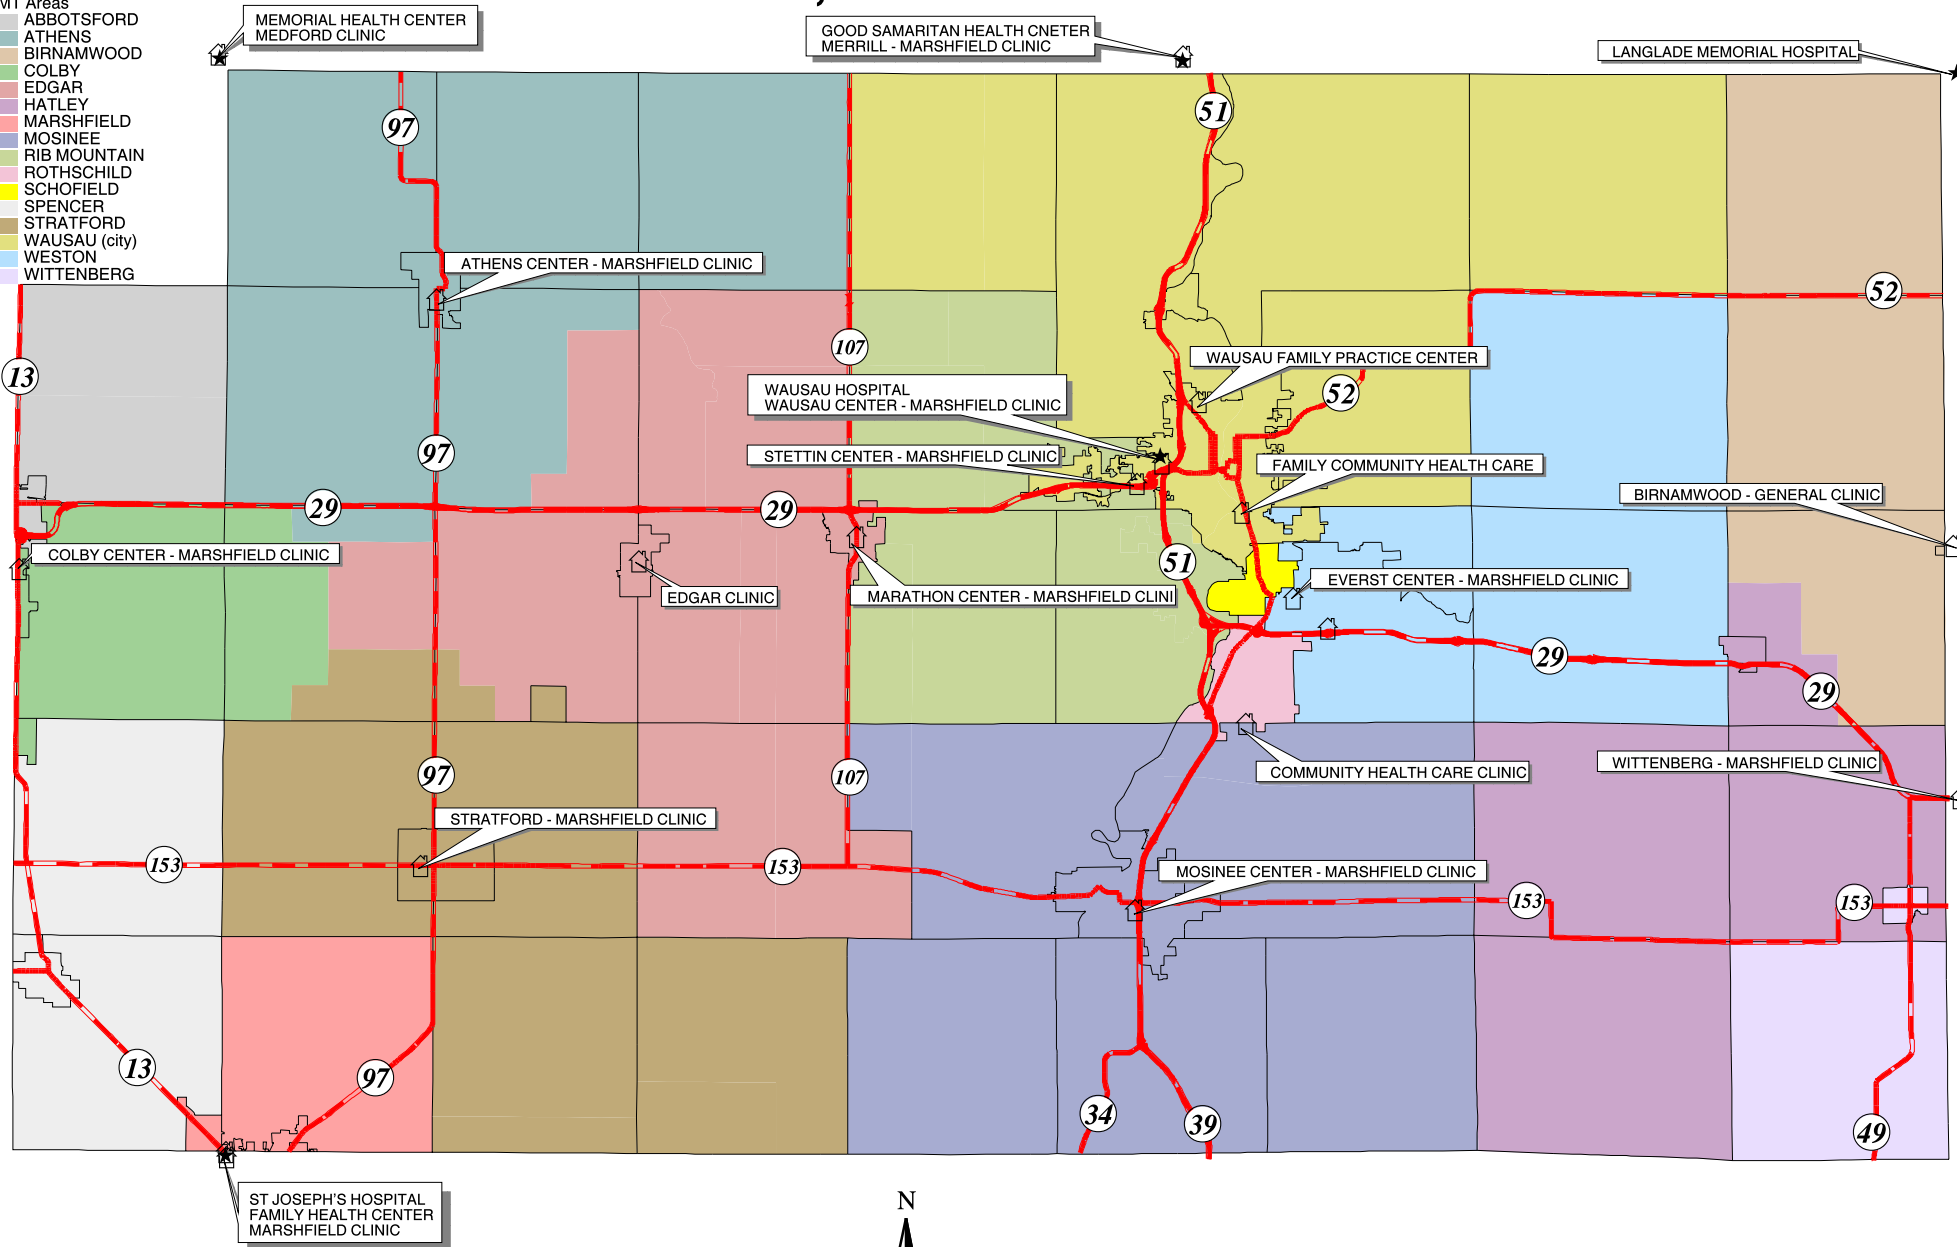 MT Areas
ABBOTSFORD
ATHENS
BIRNAMWOOD
COLBY
EDGAR
HATLEY
MARSHFIELD
MOSINEE
RIB MOUNTAIN
ROTHSCHILD
SCHOFIELD
SPENCER
STRATFORD
WAUSAU (city)
WESTON
WITTENBERG
MEMORIAL HEALTH CENTER
MEDFORD CLINIC
GOOD SAMARITAN HEALTH CNETER
MERRILL - MARSHFIELD CLINIC
LANGLADE MEMORIAL HOSPITAL
97
51
ATHENS CENTER - MARSHFIELD CLINIC
52
13
107
WAUSAU FAMILY PRACTICE CENTER
WAUSAU HOSPITAL
WAUSAU CENTER - MARSHFIELD CLINIC
52
97
STETTIN CENTER - MARSHFIELD CLINIC
FAMILY COMMUNITY HEALTH CARE
BIRNAMWOOD - GENERAL CLINIC
29
29
COLBY CENTER - MARSHFIELD CLINIC
51
EDGAR CLINIC
MARATHON CENTER - MARSHFIELD CLINI
EVERST CENTER - MARSHFIELD CLINIC
29
29
97
107
COMMUNITY HEALTH CARE CLINIC
WITTENBERG - MARSHFIELD CLINIC
STRATFORD - MARSHFIELD CLINIC
153
153
MOSINEE CENTER - MARSHFIELD CLINIC
153
153
13
97
34
39
49
ST JOSEPH'S HOSPITAL
FAMILY HEALTH CENTER
MARSHFIELD CLINIC
N